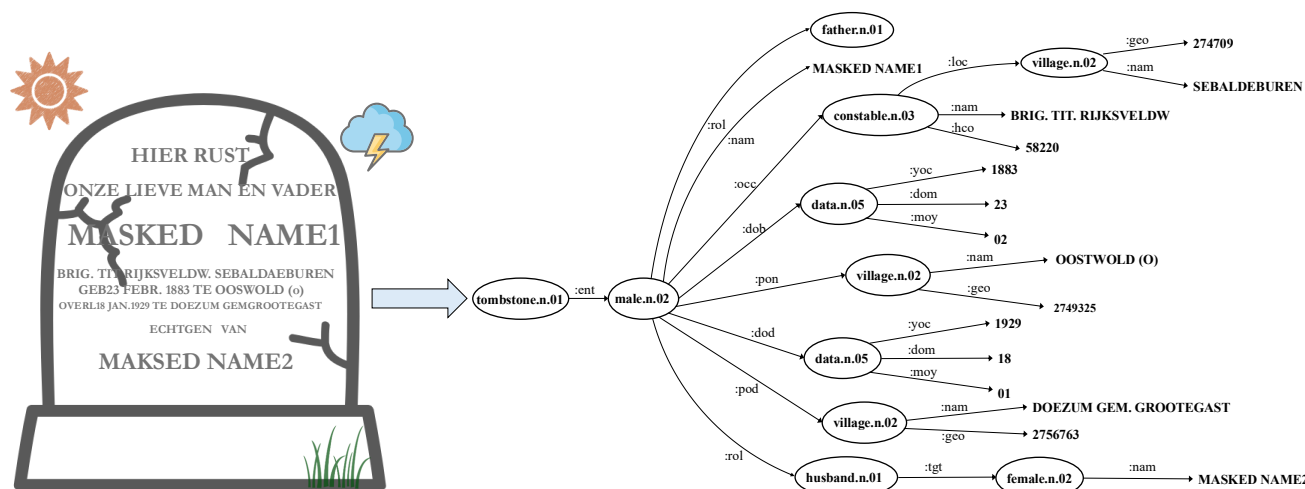 HIER RUST
ONZE LIEVE MAN EN VADER
MASKED NAME1
BRIG. TIT.RIJKSVELDW. SEBALDAEBUREN
GEB23 FEBR. 1883 TE OOSWOLD (o)
OVERL18 JAN.1929 TE DOEZUM GEMGROOTEGAST
ECHTGEN VAN
MAKSED NAME2
tombstone.n.01
:ent
male.n.02
:rol
father.n.01
:nam
MASKED NAME1
:occ
constable.n.03
:loc
village.n.02
:geo
274709
:nam
SEBALDEBUREN
:nam
BRIG. TIT. RIJKSVELDW
:hco
58220
:dob
data.n.05
:yoc
1883
:dom
23
:moy
02
:pon
village.n.02
:nam
OOSTWOLD (O)
:geo
2749325
:dod
data.n.05
:yoc
1929
:dom
18
:moy
01
:pod
village.n.02
:nam
DOEZUM GEM. GROOTEGAST
:geo
2756763
:rol
husband.n.01
:tgt
female.n.02
:nam
MASKED NAME2